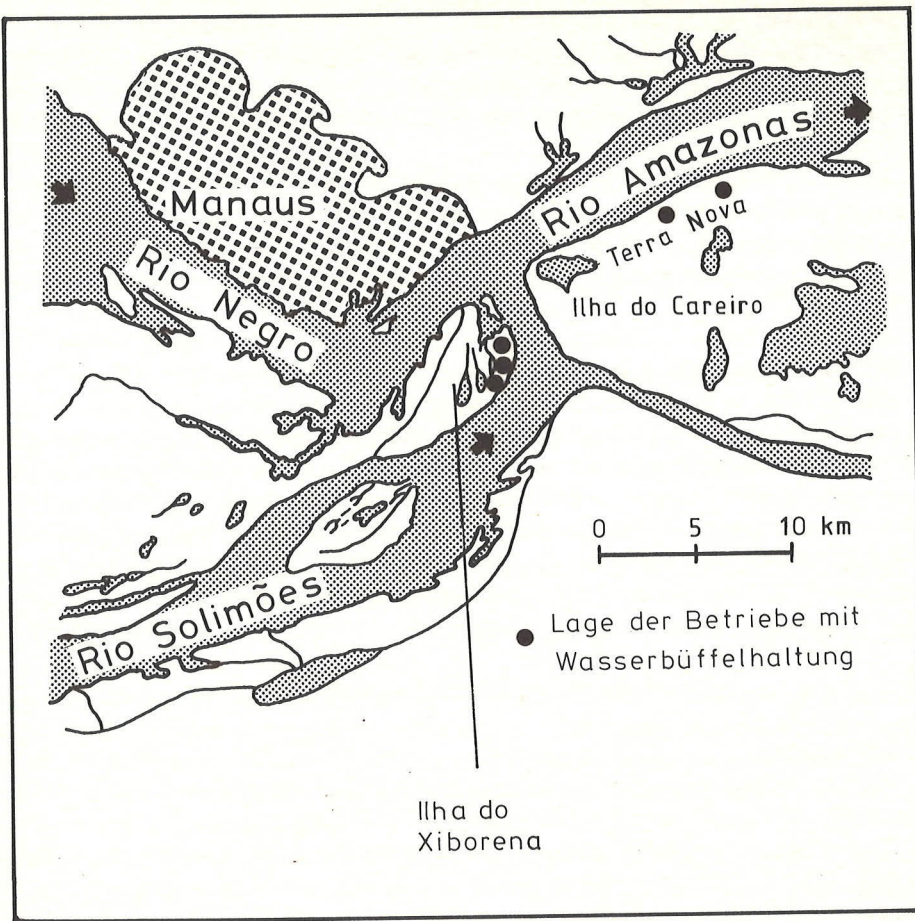 Manaus
Rio Negro
Rio Amazonas
Terra Nova
Ilha do Careiro
Rio Solimões
0 5 10 km
Lage der Betriebe mit
Wasserbüffelhaltung
Ilha do
Xiborena